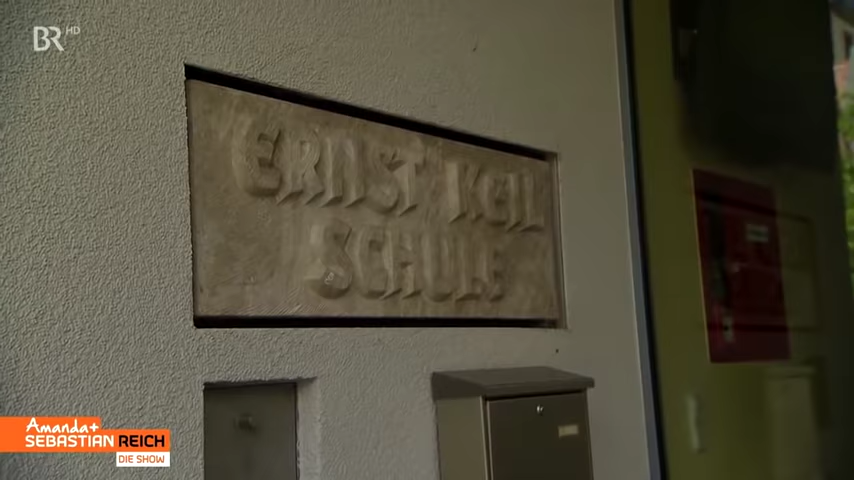 BR HD
ERNST KEIL
SCHULE
Amanda+
SEBASTIAN REICH
DIE SHOW